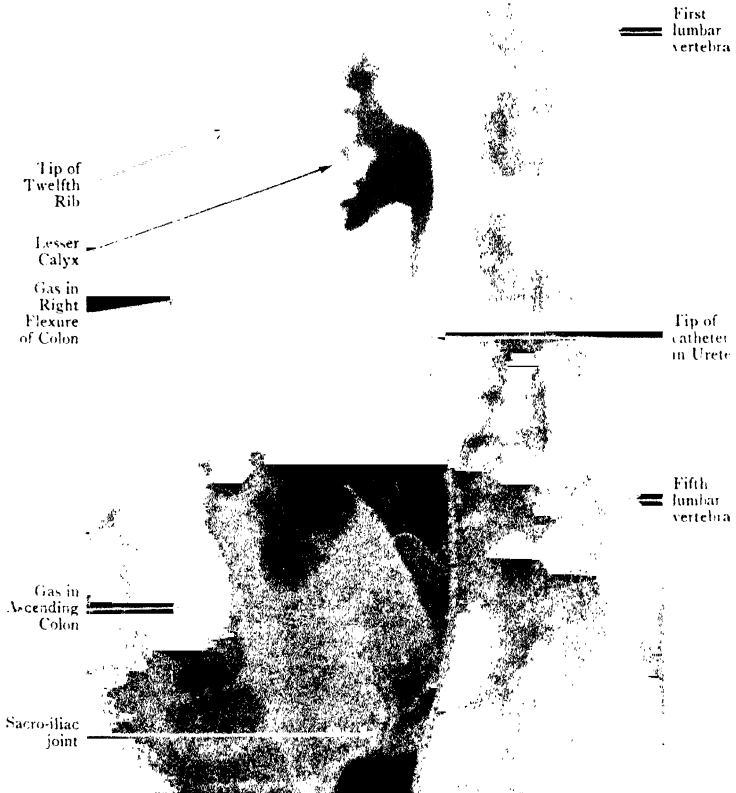 First
lumbar
vertebra
Tip of
Twelfth
Rib
Lesser
Calyx
Gas in
Right
Flexure
of Colon
Tip of
catheter
in Urete
Fifth
lumbar
vertebra
Gas in
Ascending
Colon
Sacro-iliac
joint